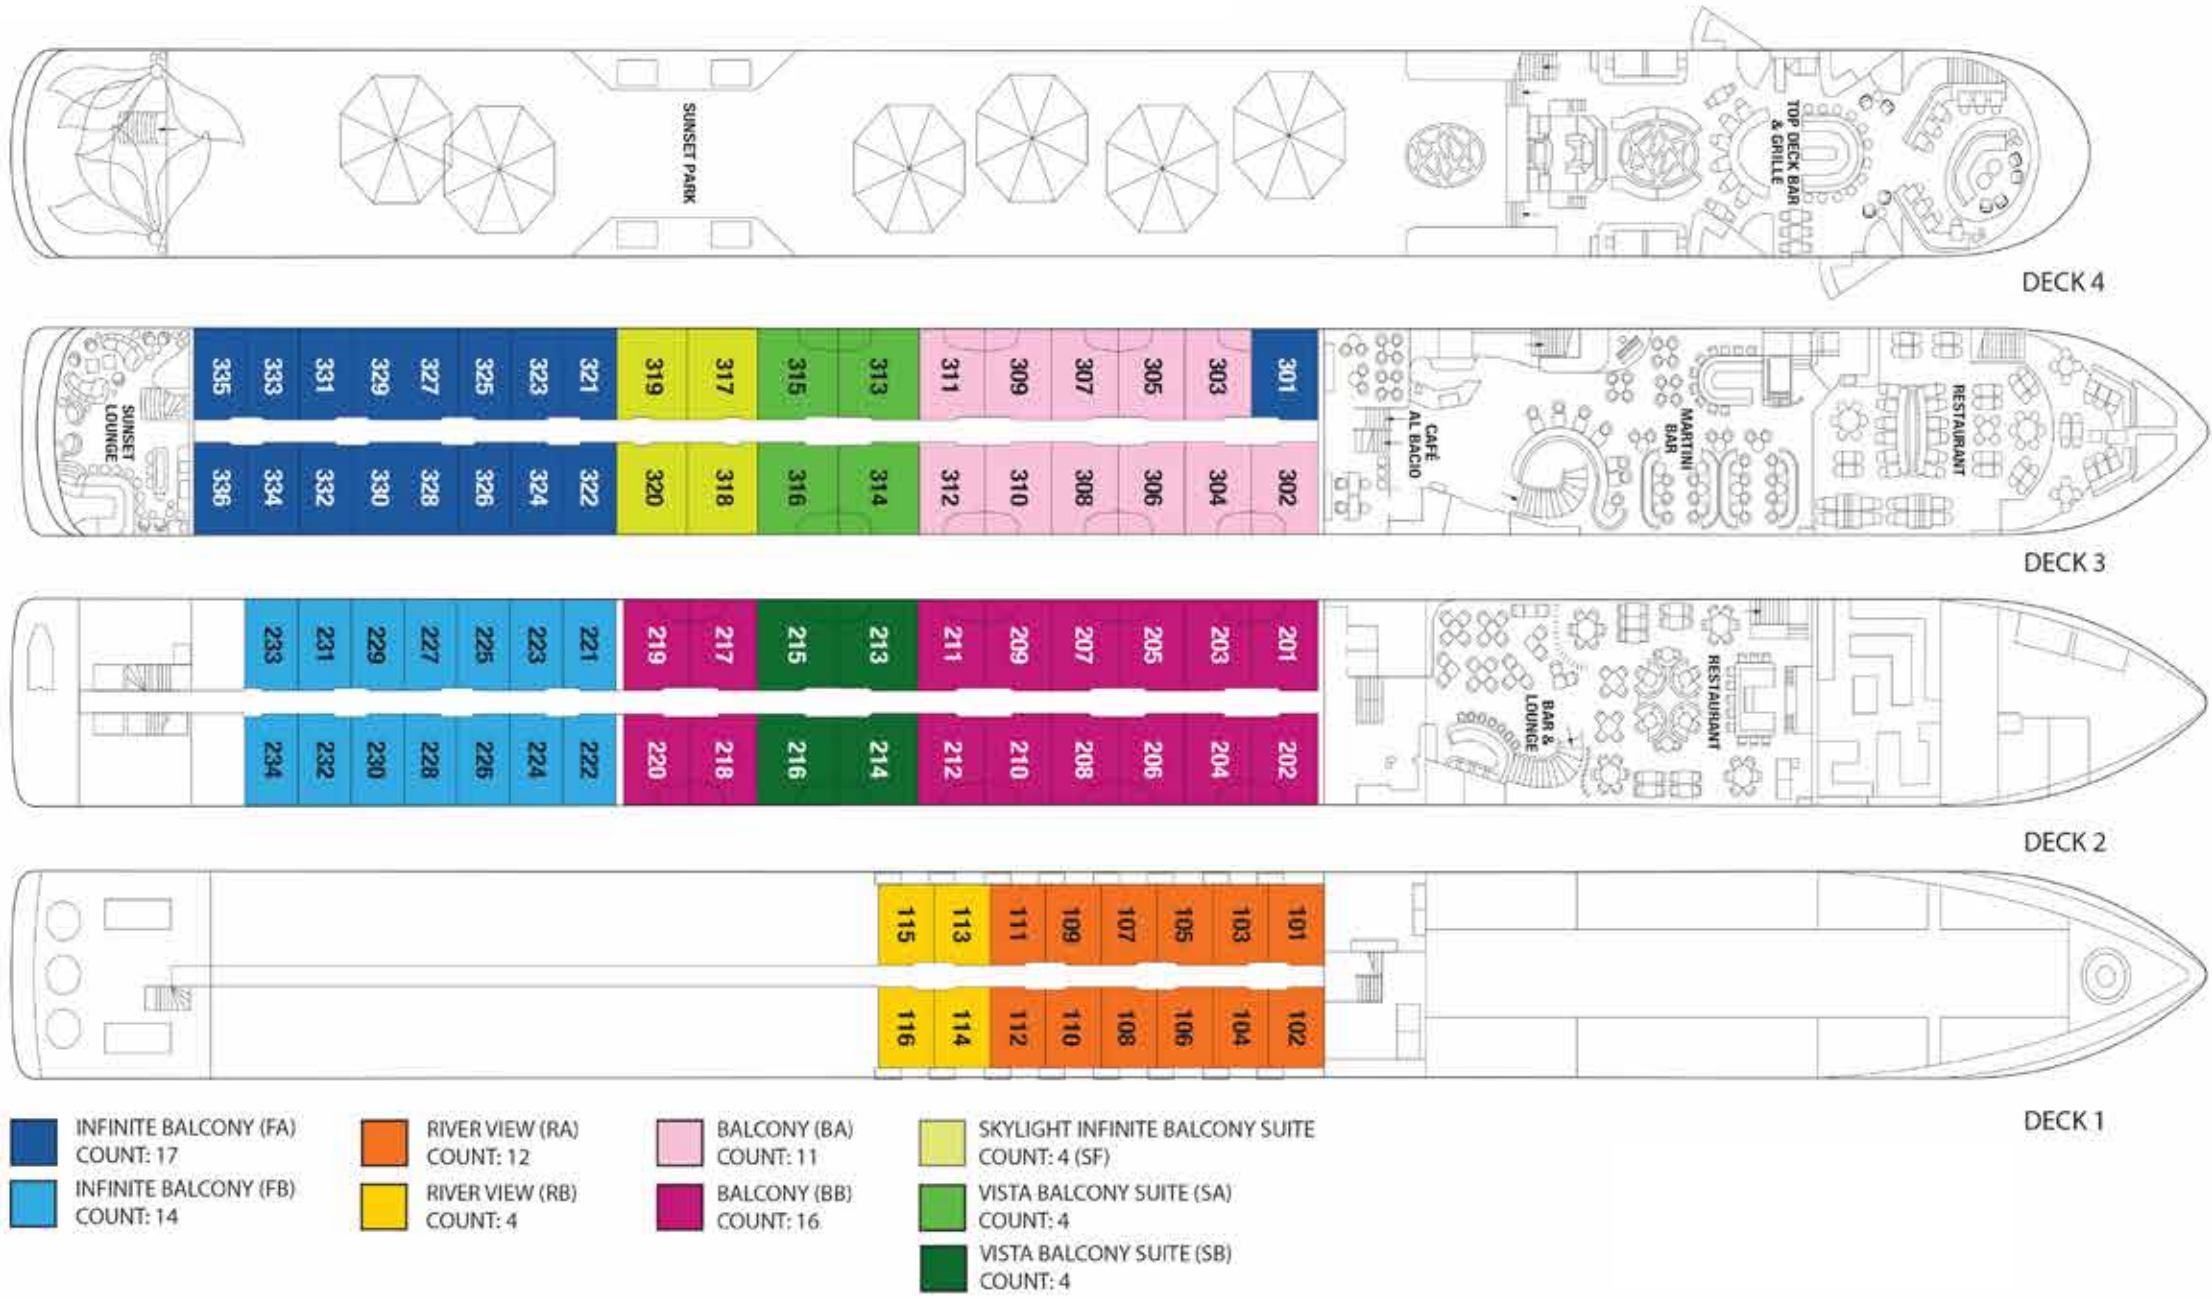 SUNSET PARK
TOP DECK BAR
& GRILLE
DECK 4
335 333 331 329 327 325 323 321 319 317 315 313 311 309 307 305 303 301
SUNSET
LOUNGE
CAFÉ
AL BACIO
MARTINI
BAR
RESTAURANT
336 334 332 330 328 326 324 322 320 318 316 314 312 310 308 306 304 302
DECK 3
233 231 229 227 225 223 221 219 217 215 213 211 209 207 205 203 201
BAR &
LOUNGE
RESTAURANT
234 232 230 228 226 224 222 220 218 216 214 212 210 208 206 204 202
DECK 2
115 113 111 109 107 105 103 101
116 114 112 110 108 106 104 102
DECK 1
INFINITE BALCONY (FA)
COUNT: 17
INFINITE BALCONY (FB)
COUNT: 14
RIVER VIEW (RA)
COUNT: 12
RIVER VIEW (RB)
COUNT: 4
BALCONY (BA)
COUNT: 11
BALCONY (BB)
COUNT: 16
SKYLIGHT INFINITE BALCONY SUITE
COUNT: 4 (SF)
VISTA BALCONY SUITE (SA)
COUNT: 4
VISTA BALCONY SUITE (SB)
COUNT: 4